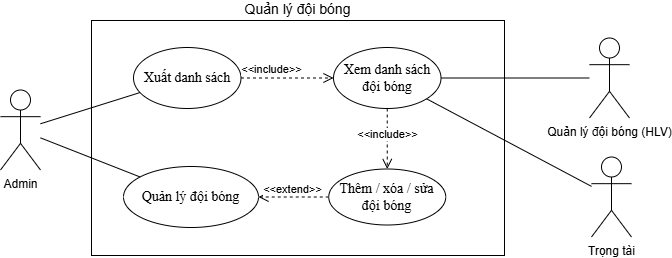 Quản lý đội bóng
Xuất danh sách
<<include>>
Xem danh sách
đội bóng
Quản lý đội bóng (HLV)
<<include>>
Admin
Quản lý đội bóng
<<extend>>
Thêm / xóa / sửa
đội bóng
Trọng tài